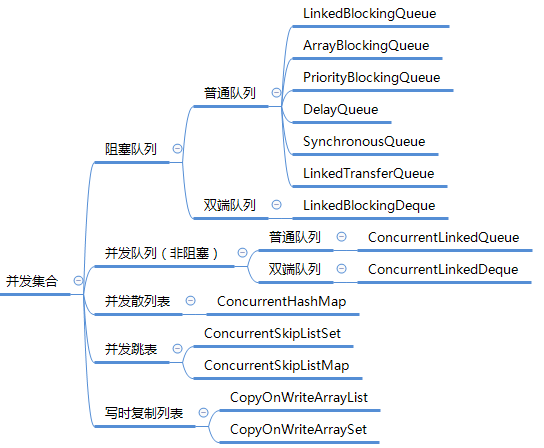 并发集合
阻塞队列
普通队列
LinkedBlockingQueue
ArrayBlockingQueue
PriorityBlockingQueue
DelayQueue
SynchronousQueue
LinkedTransferQueue
双端队列
LinkedBlockingDeque
并发队列（非阻塞）
普通队列
ConcurrentLinkedQueue
双端队列
ConcurrentLinkedDeque
并发散列表
ConcurrentHashMap
并发跳表
ConcurrentSkipListSet
ConcurrentSkipListMap
写时复制列表
CopyOnWriteArrayList
CopyOnWriteArraySet